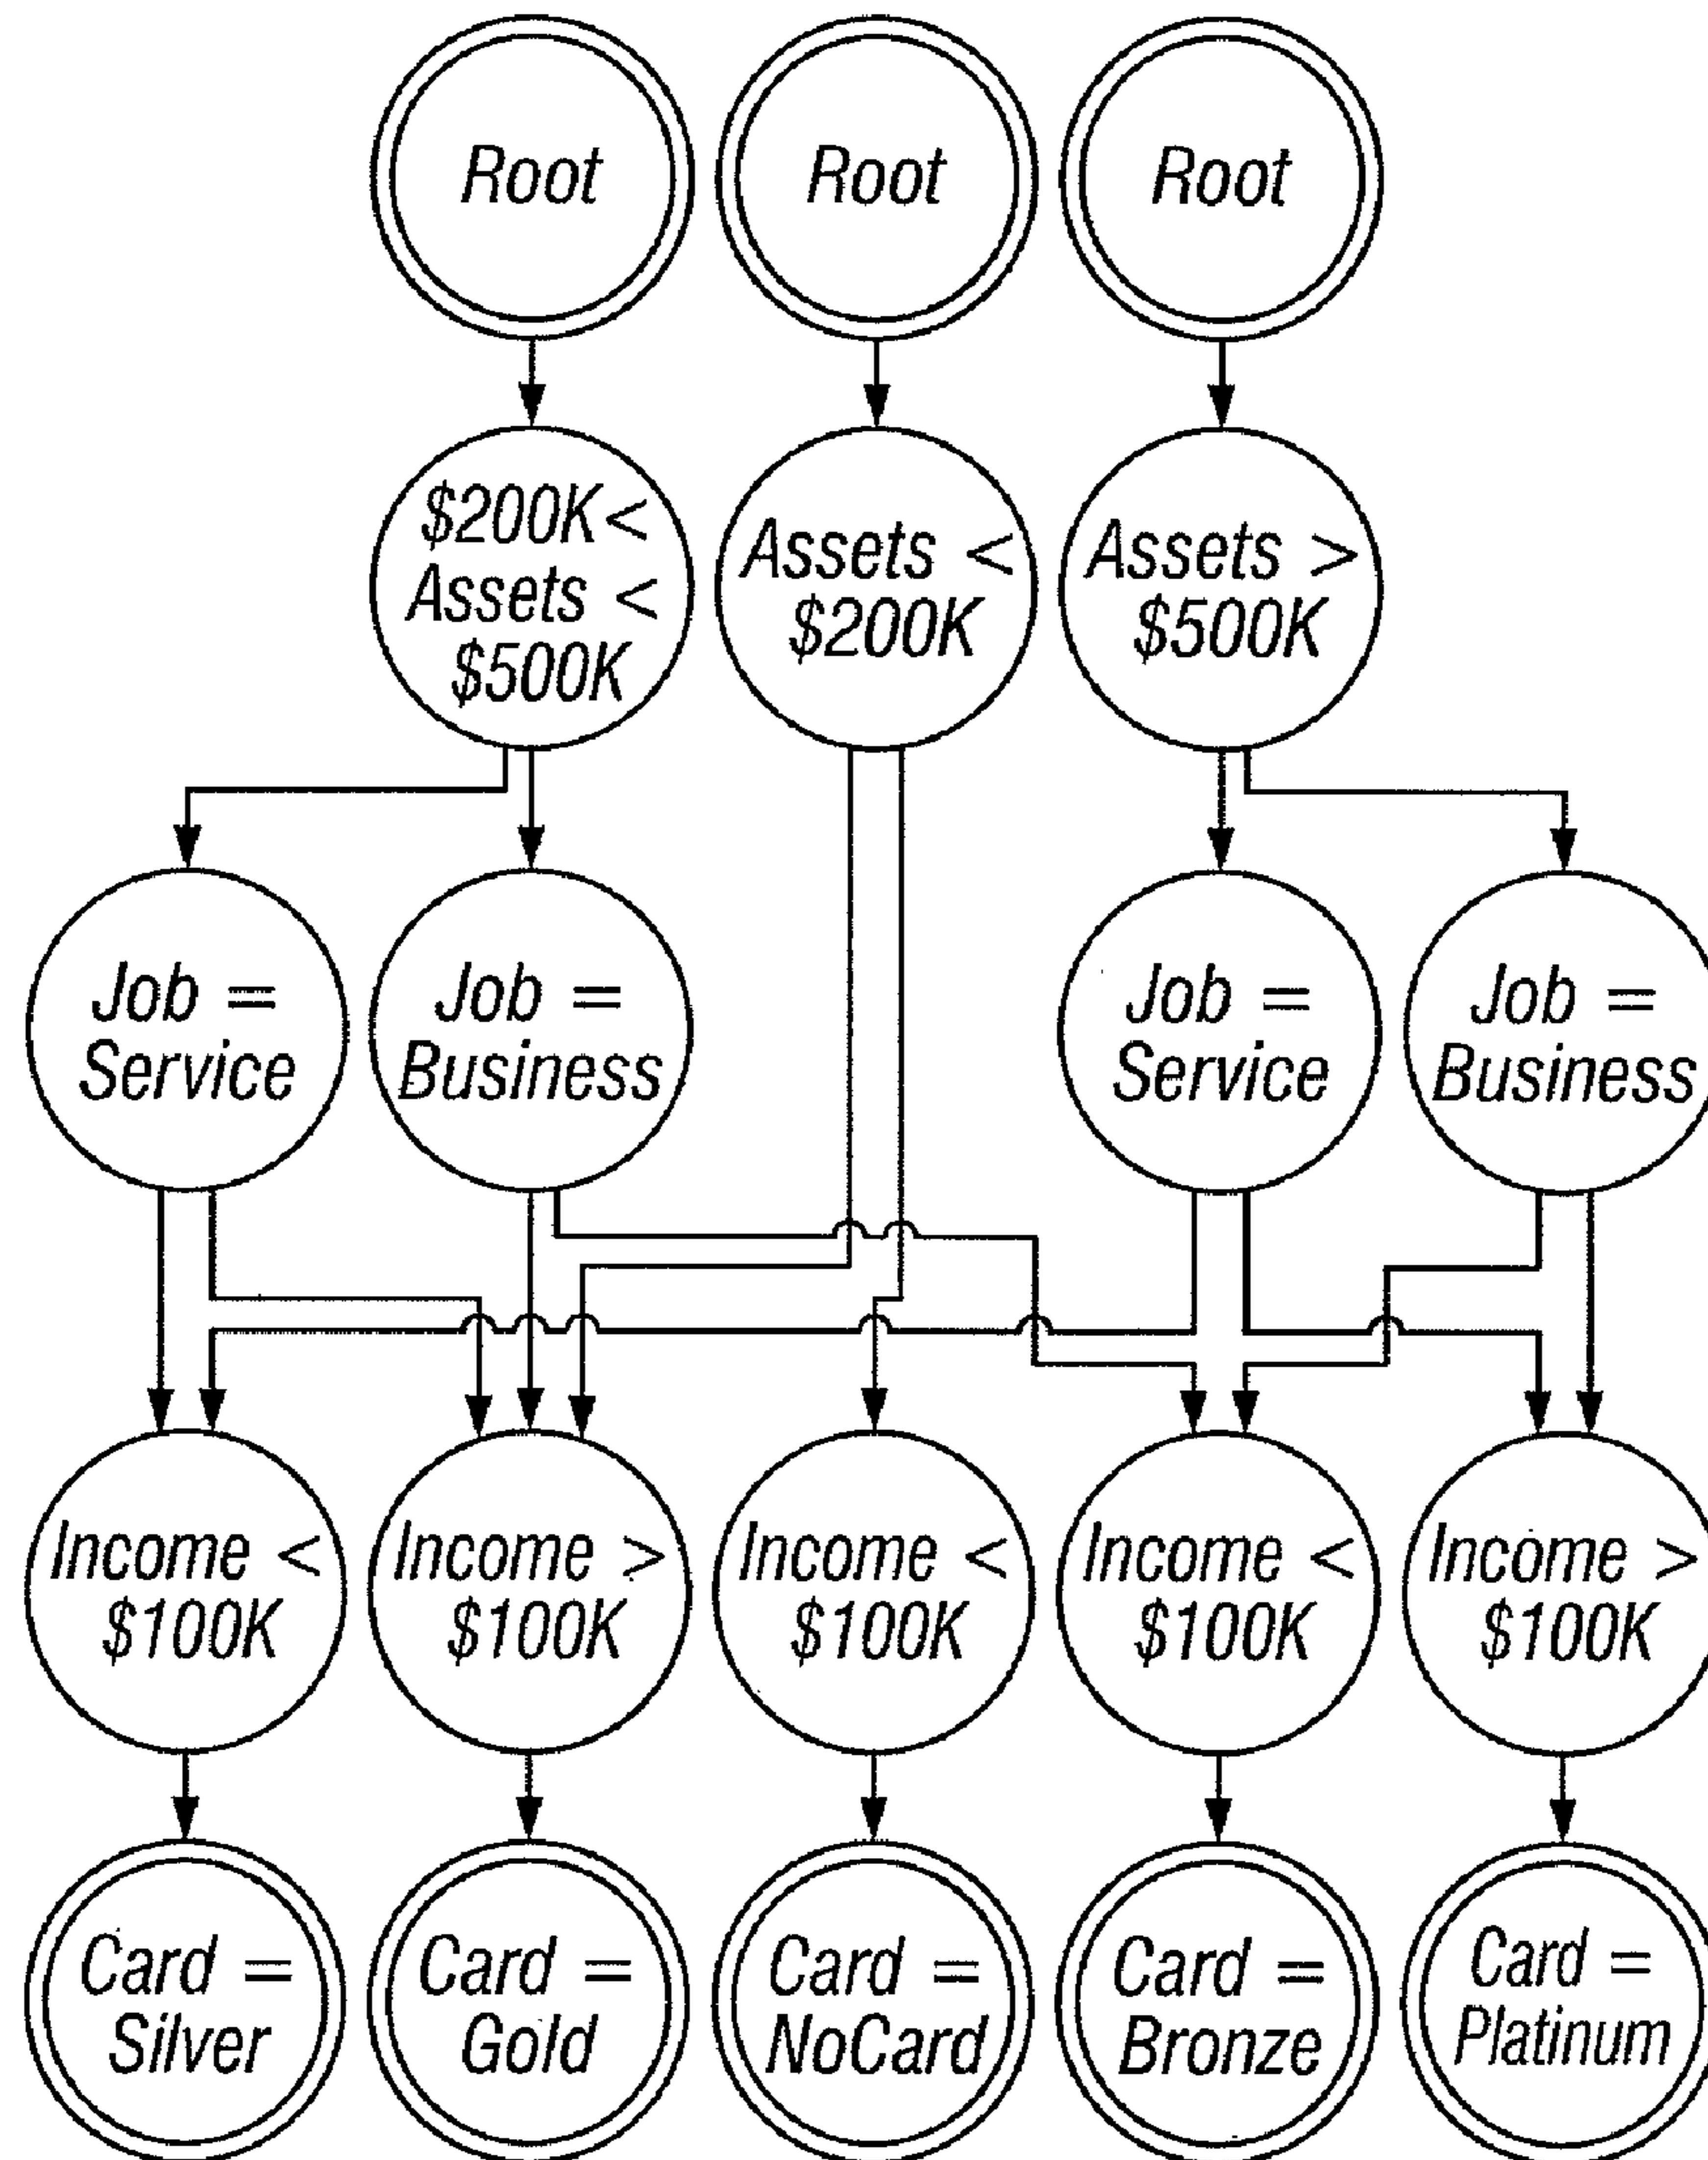 Root
Root
Root
$200K<
Assets <
$500K
Assets <
$200K
Assets >
$500K
Job =
Service
Job =
Business
Job =
Service
Job =
Business
Income <
$100K
Income >
$100K
Income <
$100K
Income <
$100K
Income >
$100K
Card =
Silver
Card =
Gold
Card =
NoCard
Card =
Bronze
Card =
Platinum